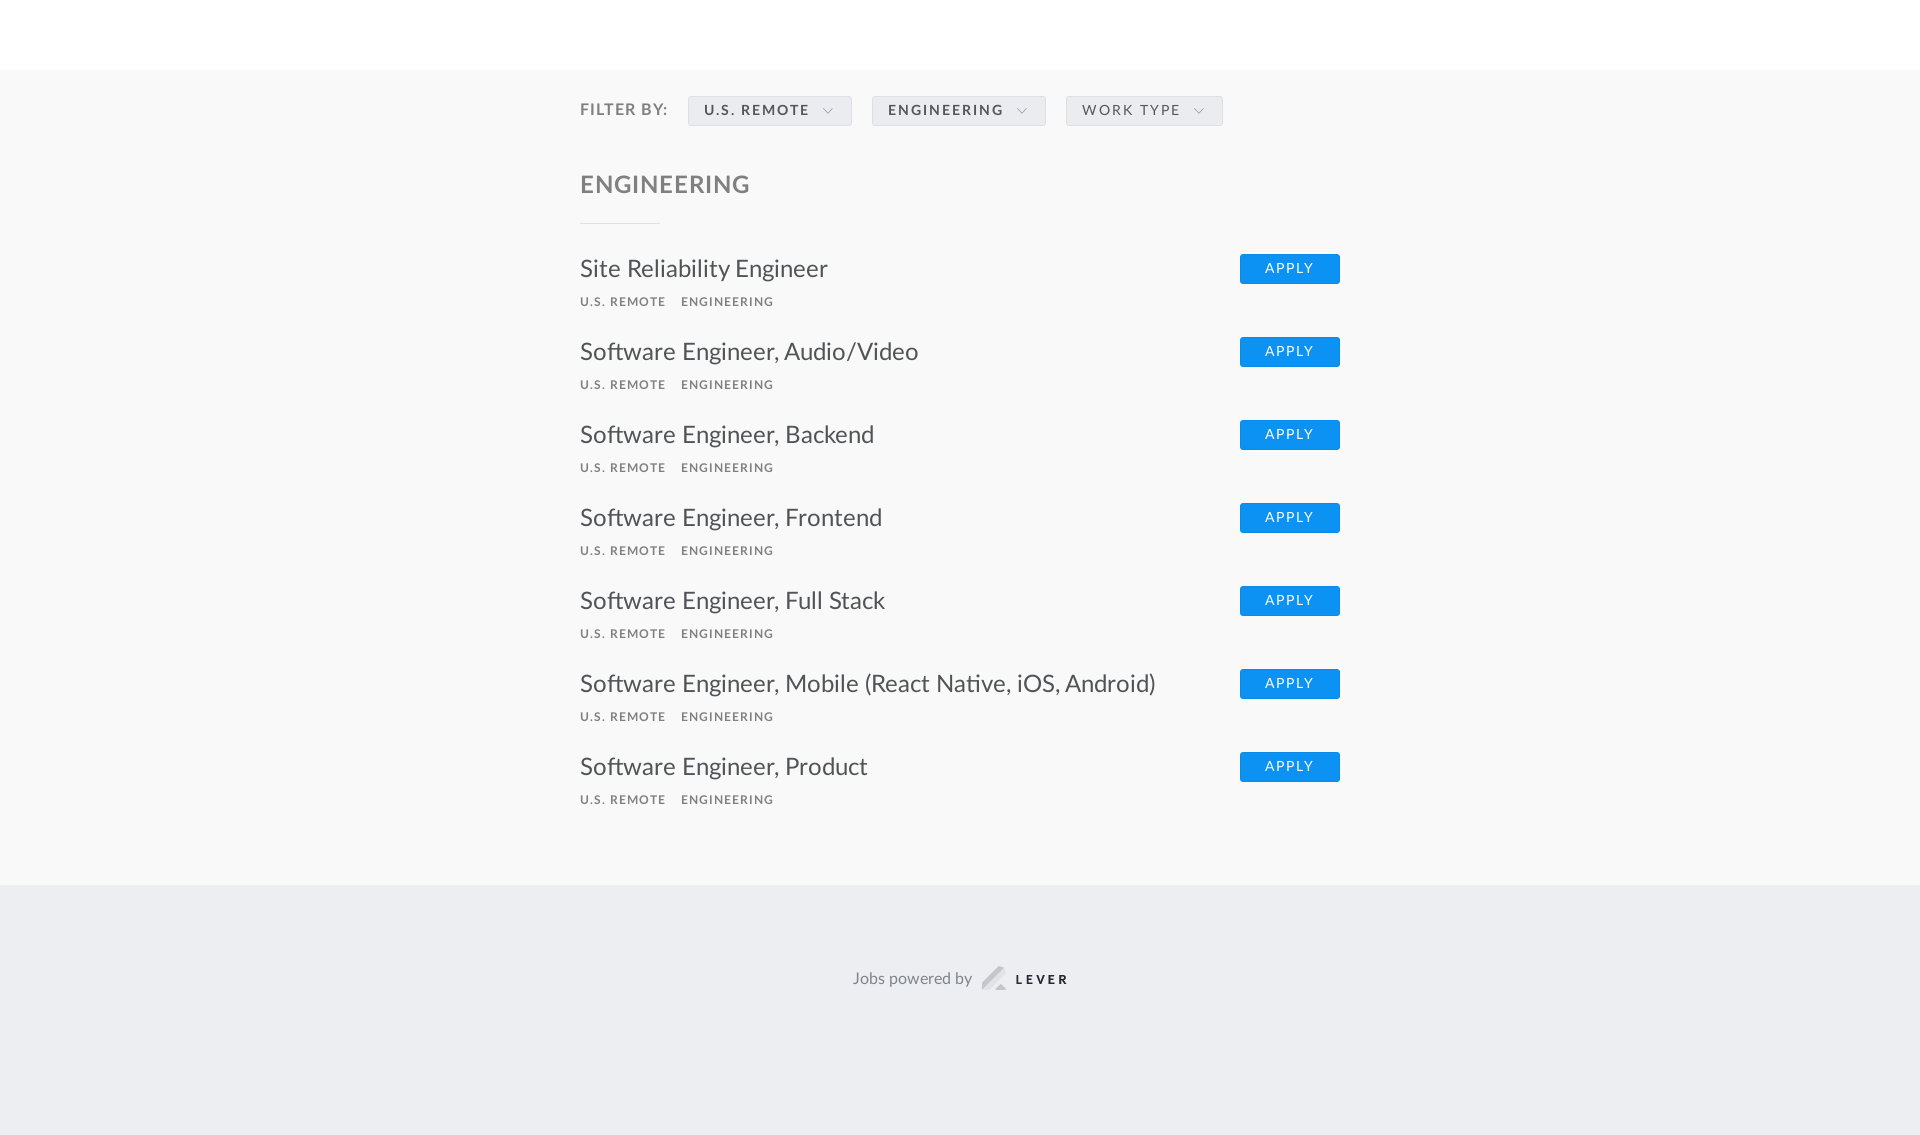 FILTER BY: U.S. REMOTE ENGINEERING WORK TYPE
ENGINEERING
Site Reliability Engineer APPLY
U.S. REMOTE ENGINEERING
Software Engineer, Audio/Video APPLY
U.S. REMOTE ENGINEERING
Software Engineer, Backend APPLY
U.S. REMOTE ENGINEERING
Software Engineer, Frontend APPLY
U.S. REMOTE ENGINEERING
Software Engineer, Full Stack APPLY
U.S. REMOTE ENGINEERING
Software Engineer, Mobile (React Native, iOS, Android) APPLY
U.S. REMOTE ENGINEERING
Software Engineer, Product APPLY
U.S. REMOTE ENGINEERING
Jobs powered by LEVER